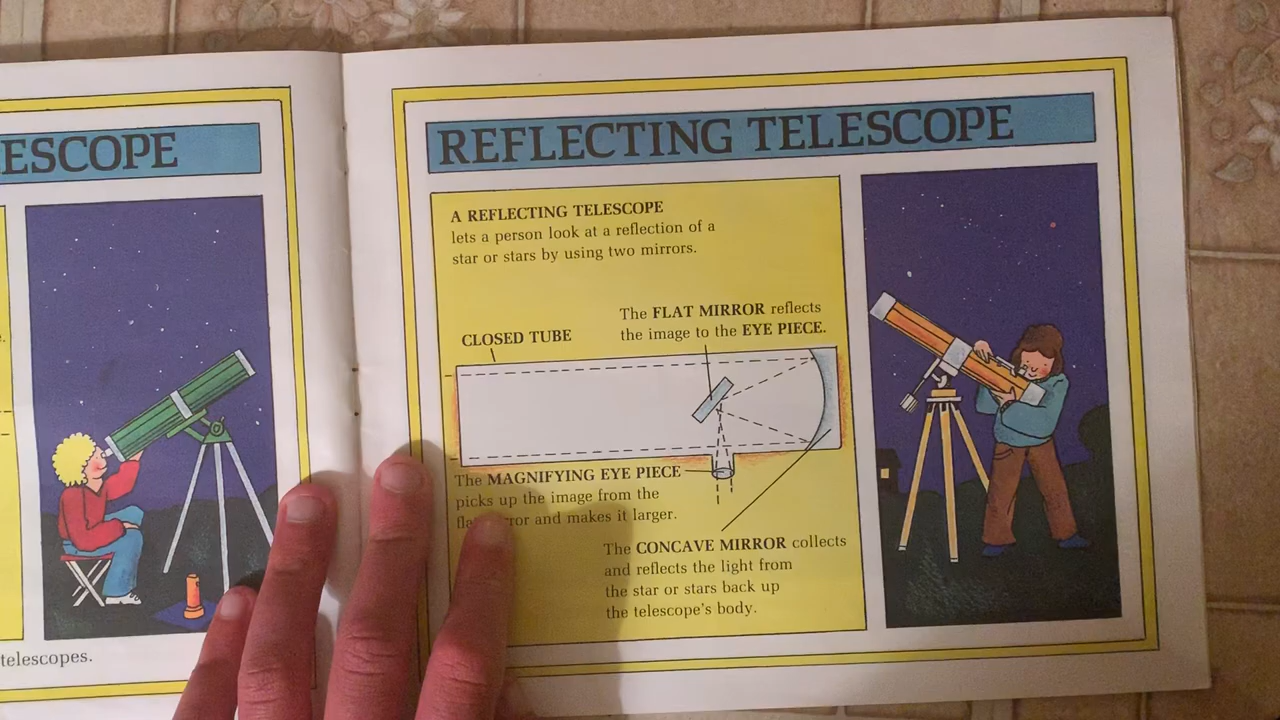 ESCOPE
telescopes.
REFLECTING TELESCOPE
A REFLECTING TELESCOPE
lets a person look at a reflection of a
star or stars by using two mirrors.
The FLAT MIRROR reflects
the image to the EYE PIECE.
CLOSED TUBE
The MAGNIFYING EYE PIECE
picks up the image from the
and makes it larger.
The CONCAVE MIRROR collects
and reflects the light from
the star or stars back up
the telescope's body.